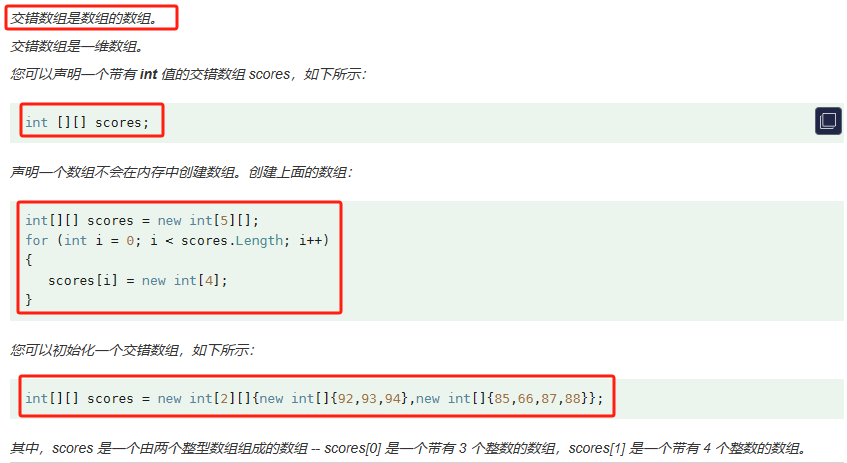 交错数组是数组的数组。
交错数组是一维数组。
您可以声明一个带有 int 值的交错数组 scores，如下所示：
int [][] scores;
声明一个数组不会在内存中创建数组。创建上面的数组：
int[][] scores = new int[5][];
for (int i = 0; i < scores.Length; i++)
{
   scores[i] = new int[4];
}
您可以初始化一个交错数组，如下所示：
int[][] scores = new int[2][]{new int[]{92,93,94},new int[]{85,66,87,88}};
其中，scores 是一个由两个整型数组组成的数组 -- scores[0] 是一个带有 3 个整数的数组，scores[1] 是一个带有 4 个整数的数组。